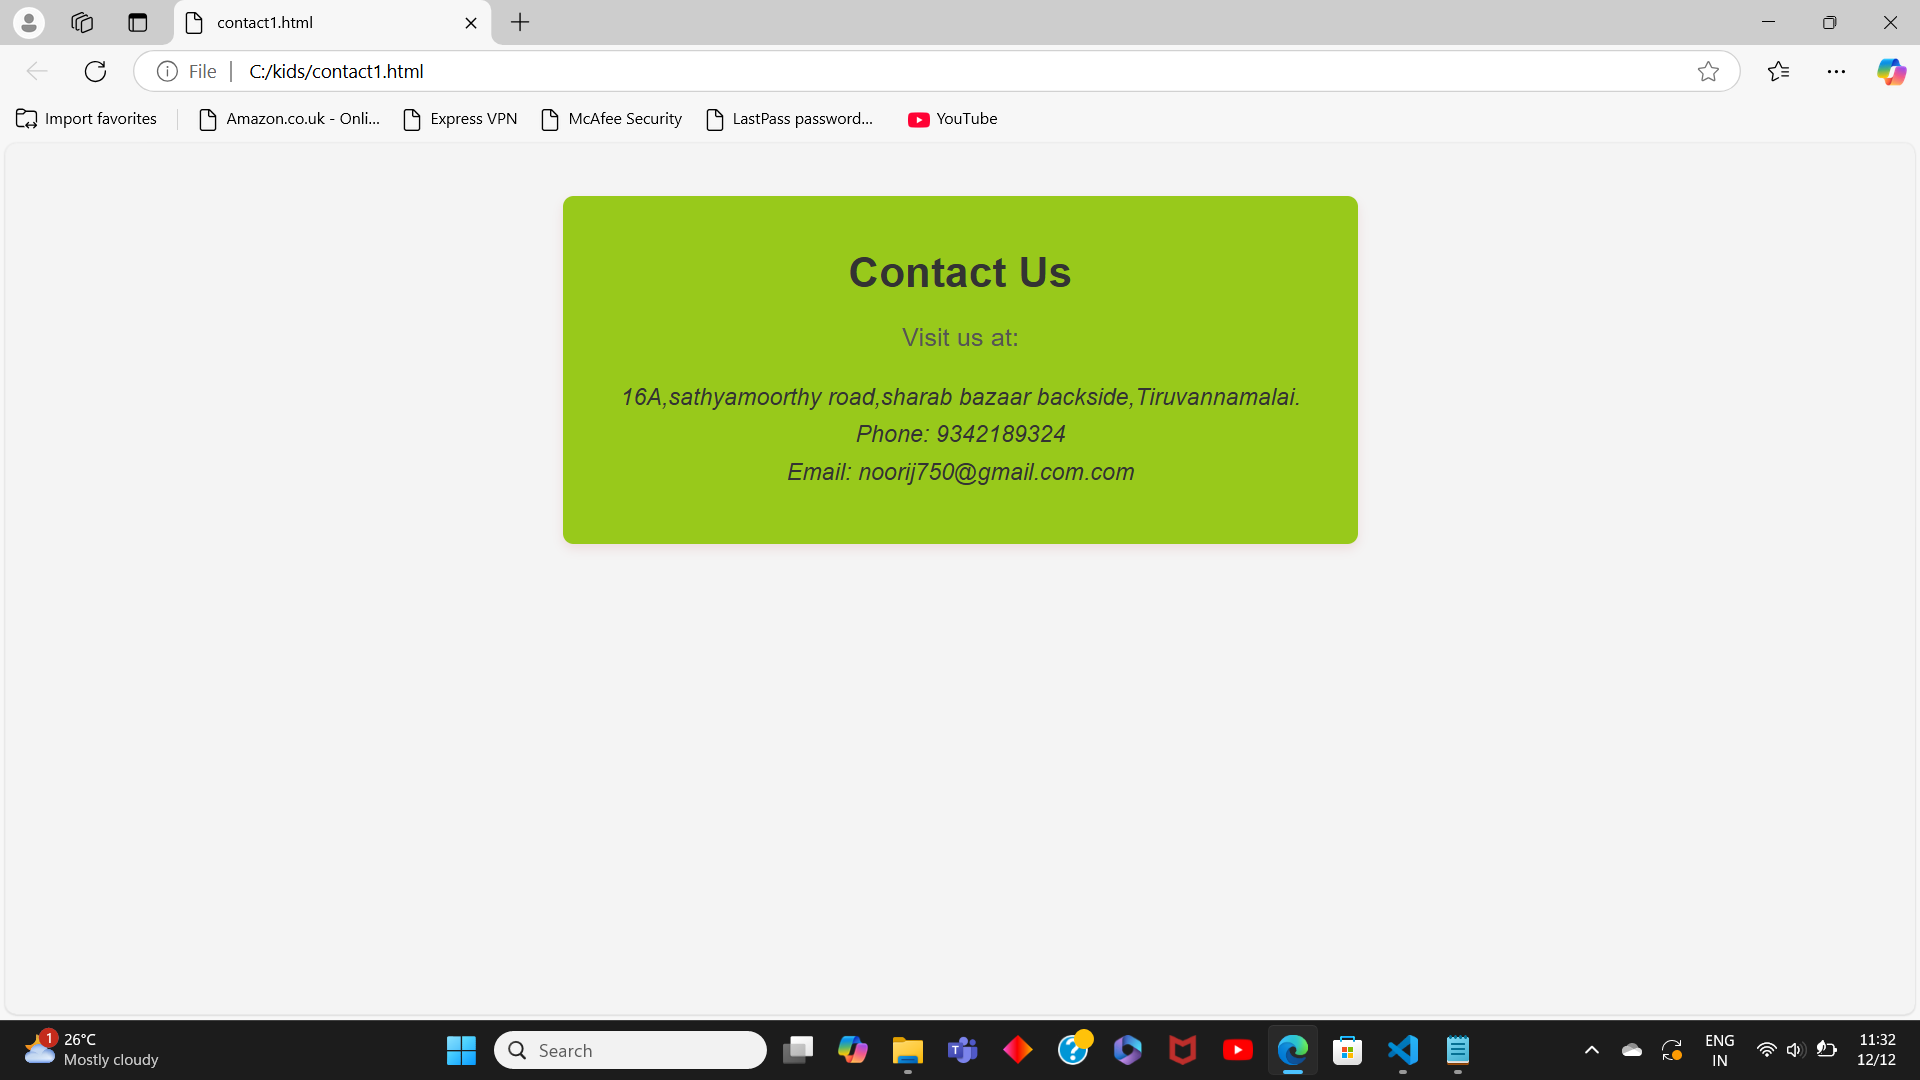 contact1.html
File
C:/kids/contact1.html
Import favorites
Amazon.co.uk - Onli...
Express VPN
McAfee Security
LastPass password...
YouTube
Contact Us
Visit us at:
16A,sathyamoorthy road,sharab bazaar backside,Tiruvannamalai.
Phone: 9342189324
Email: noorij750@gmail.com.com
1
26°C
Mostly cloudy
Search
ENG
IN
11:32
12/12